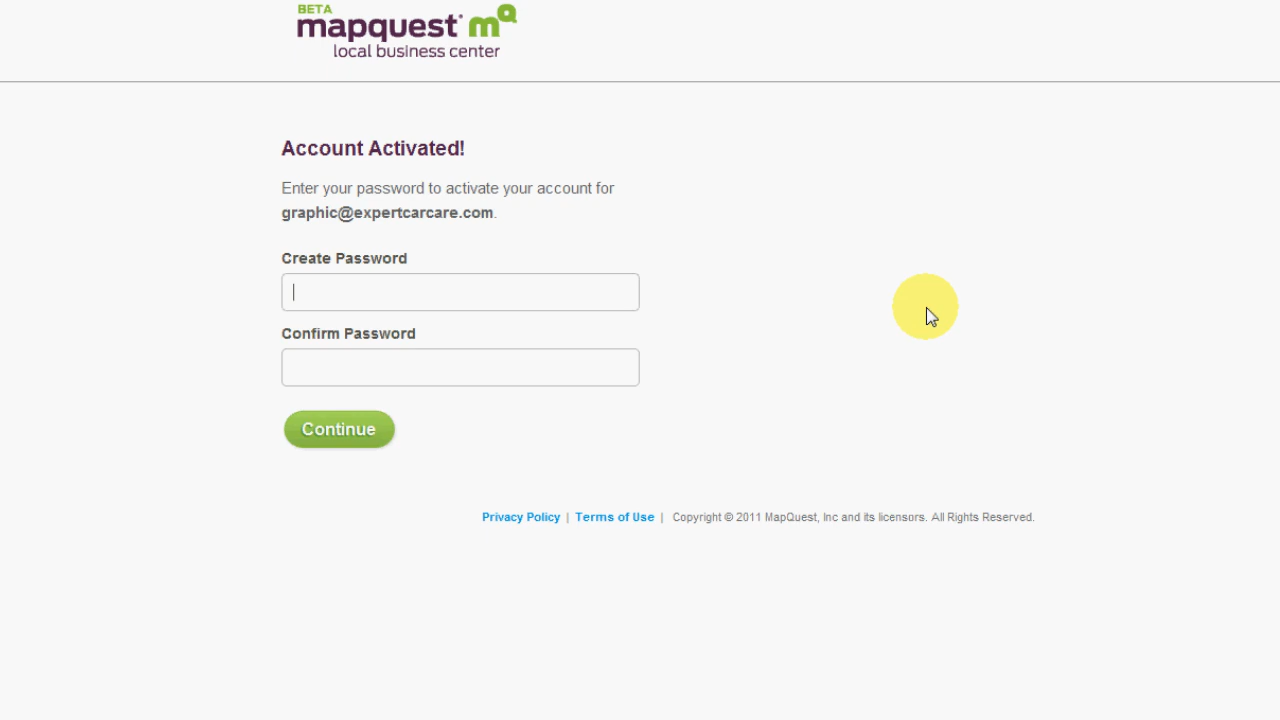 BETA
mapquest mQ
local business center
Account Activated!
Enter your password to activate your account for
graphic@expertcarcare.com.
Create Password
Confirm Password
Continue
Privacy Policy | Terms of Use | Copyright © 2011 MapQuest, Inc and its licensors. All Rights Reserved.